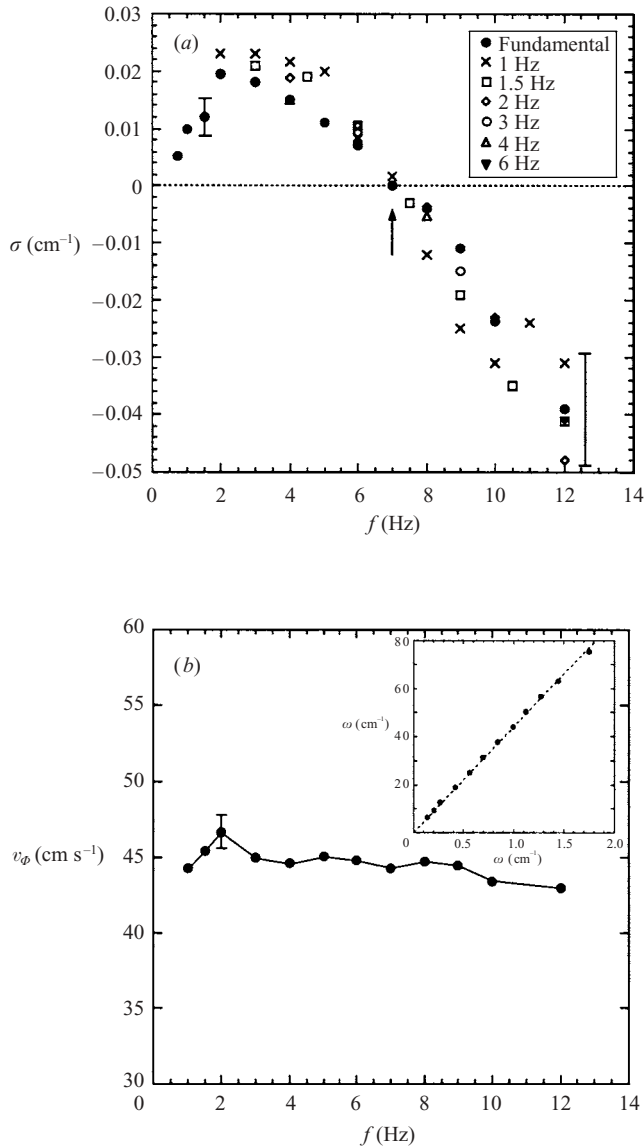 0.03
(a)
Fundamental
1 Hz
1.5 Hz
2 Hz
3 Hz
4 Hz
6 Hz
0.02
0.01
0
σ (cm⁻¹)
−0.01
−0.02
−0.03
−0.04
−0.05
0 2 4 6 8 10 12 14
f (Hz)
60
(b)
55
50
45
40
35
30
v_Φ (cm s⁻¹)
80
60
ω (cm⁻¹)
40
20
0 0.5 1.0 1.5 2.0
ω (cm⁻¹)
0 2 4 6 8 10 12 14
f (Hz)